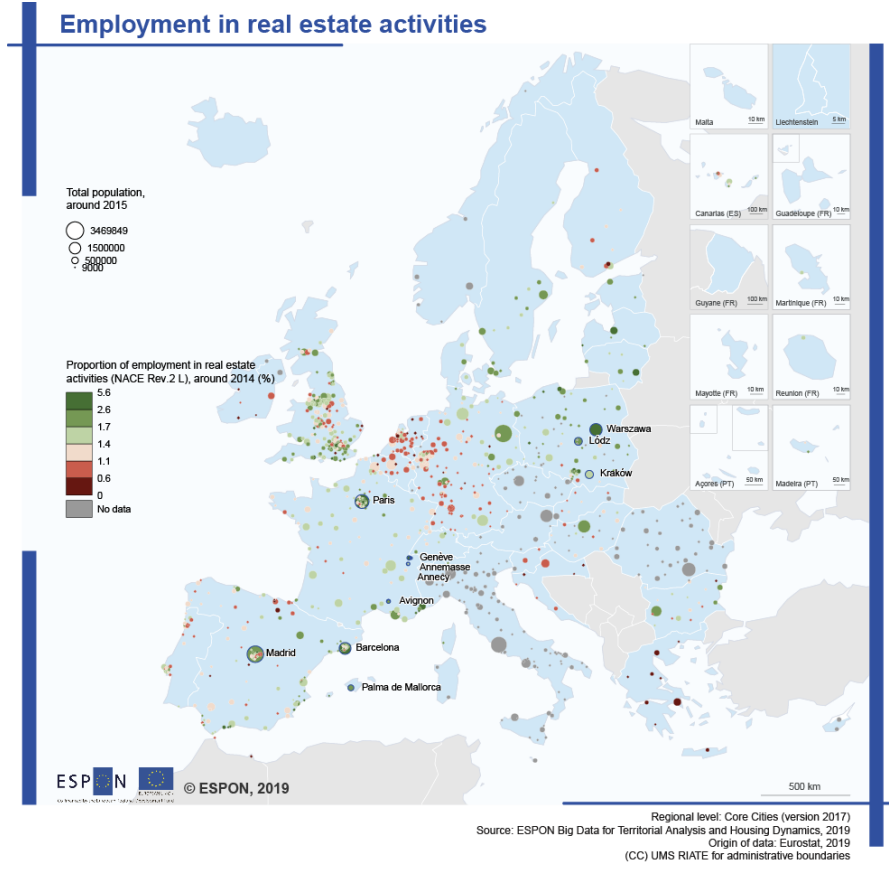 Employment in real estate activities
Total population,
around 2015
3469849
1500000
500000
9000
Proportion of employment in real estate
activities (NACE Rev.2 L), around 2014 (%)
5.6
2.6
1.7
1.4
1.1
0.6
0
No data
Malta
10 km
Liechtenstein
5 km
Canarias (ES)
100 km
Guadeloupe (FR)
10 km
Guyane (FR)
100 km
Martinique (FR)
10 km
Mayotte (FR)
10 km
Reunion (FR)
10 km
Açores (PT)
50 km
Madeira (PT)
50 km
Warszawa
Lódz
Kraków
Paris
Genève
Annemasse
Annecy
Avignon
Madrid
Barcelona
Palma de Mallorca
ESPON
© ESPON, 2019
500 km
Regional level: Core Cities (version 2017)
Source: ESPON Big Data for Territorial Analysis and Housing Dynamics, 2019
Origin of data: Eurostat, 2019
(CC) UMS RIATE for administrative boundaries